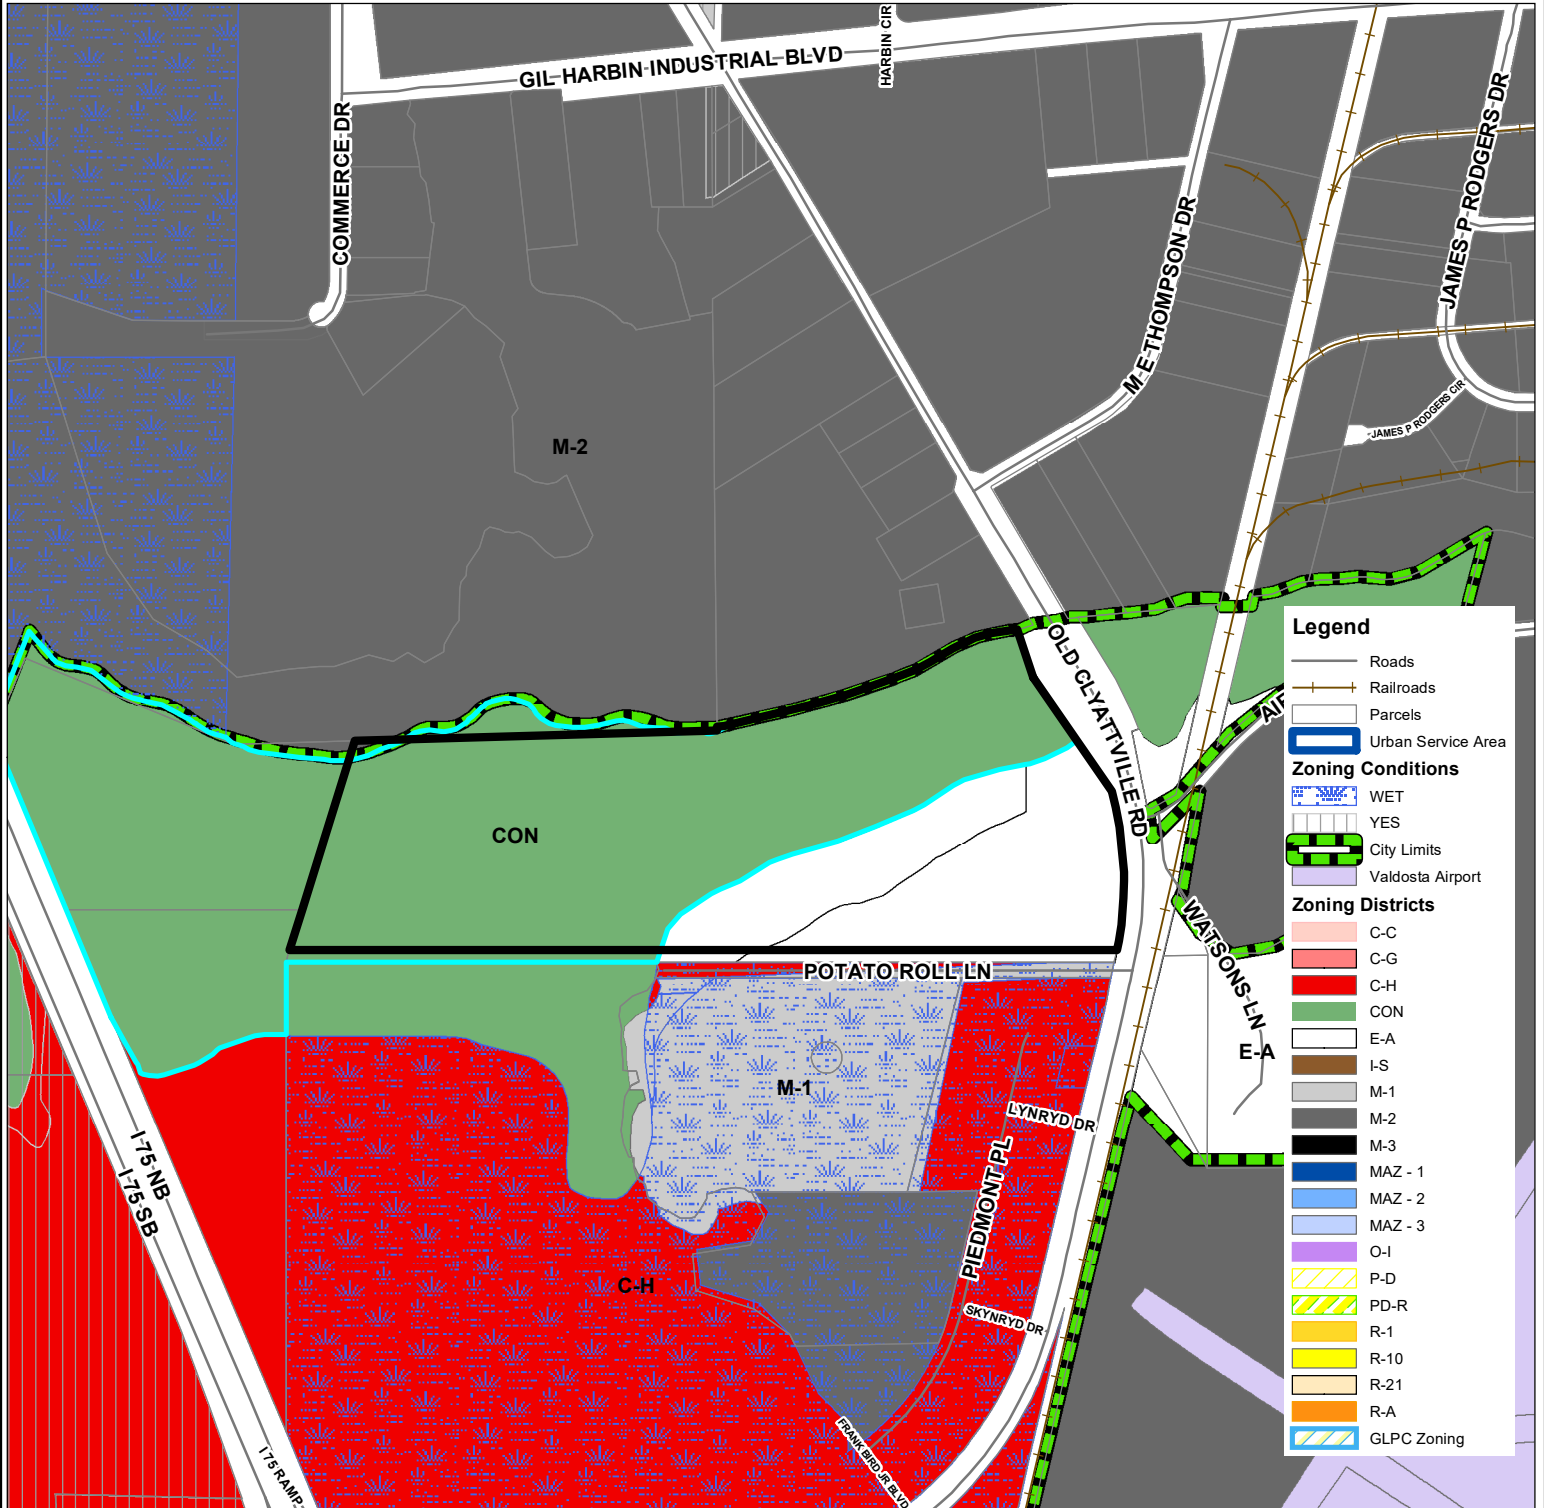 GIL HARBIN INDUSTRIAL BLVD
HARBIN CIR
COMMERCE DR
JAMES P RODGERS DR
M E THOMPSON DR
JAMES P RODGERS CIR
M-2
OLD CLYATTVILLE RD
AIR
CON
WATSONS LN
POTATO ROLL LN
E-A
M-1
LYNRYD DR
I 75 NB
I 75 SB
PIEDMONT PL
C-H
SKYNRYD DR
FRANK BIRD JR BLVD
I 75 RAMP
Legend
Roads
Railroads
Parcels
Urban Service Area
Zoning Conditions
WET
YES
City Limits
Valdosta Airport
Zoning Districts
C-C
C-G
C-H
CON
E-A
I-S
M-1
M-2
M-3
MAZ - 1
MAZ - 2
MAZ - 3
O-I
P-D
PD-R
R-1
R-10
R-21
R-A
GLPC Zoning